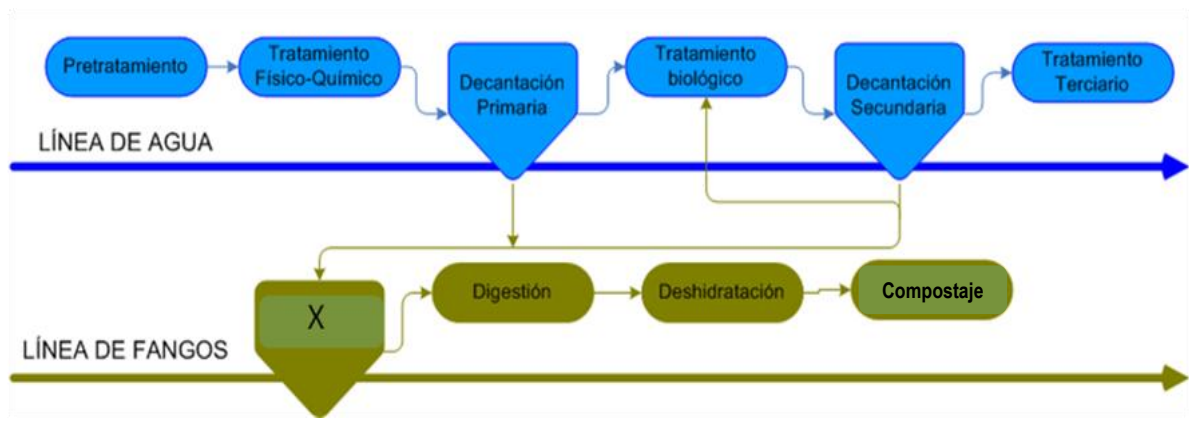 Pretratamiento
Tratamiento
Físico-Químico
Decantación
Primaria
Tratamiento
biológico
Decantación
Secundaria
Tratamiento
Terciario
LÍNEA DE AGUA
X
Digestión
Deshidratación
Compostaje
LÍNEA DE FANGOS